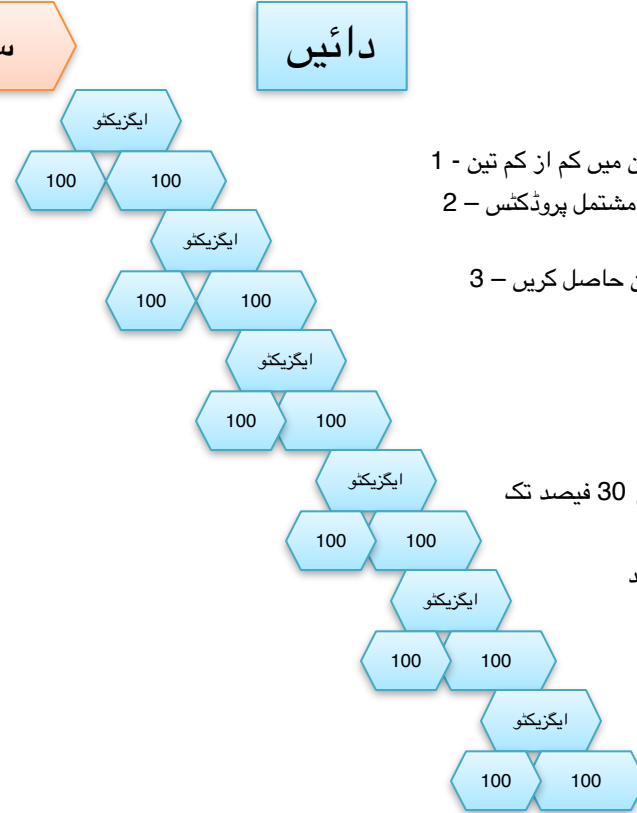 دائیں
ایگزیکٹو
100 100
میں کم از کم تین - 1
مشتمل پروڈکٹس – 2
ایگزیکٹو
حاصل کریں – 3
100 100
ایگزیکٹو
100 100
ایگزیکٹو
30 فیصد تک
100 100
ایگزیکٹو
100 100
ایگزیکٹو
100 100